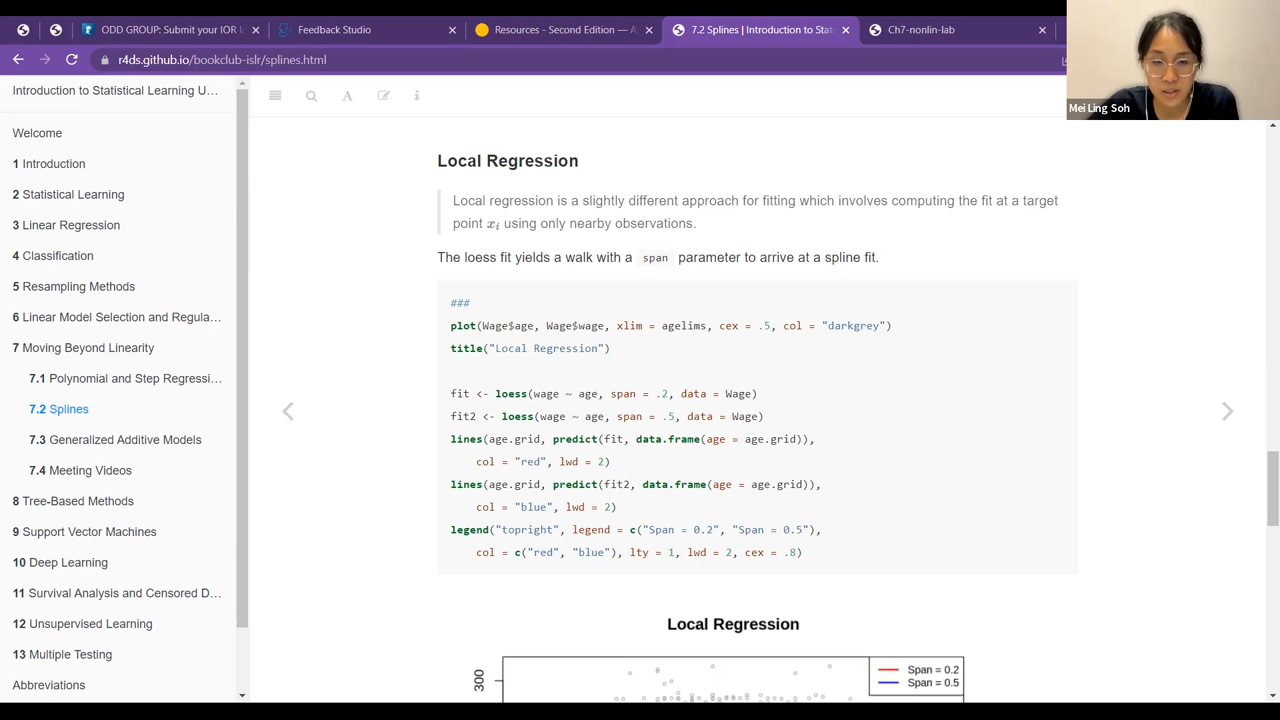 ODD GROUP: Submit your IOR
Feedback Studio
Resources - Second Edition — A
7.2 Splines | Introduction to Stat
Ch7-nonlin-lab
r4ds.github.io/bookclub-islr/splines.html
Mei Ling Soh
Introduction to Statistical Learning U…
Welcome
1 Introduction
2 Statistical Learning
3 Linear Regression
4 Classification
5 Resampling Methods
6 Linear Model Selection and Regula…
7 Moving Beyond Linearity
7.1 Polynomial and Step Regressi…
7.2 Splines
7.3 Generalized Additive Models
7.4 Meeting Videos
8 Tree-Based Methods
9 Support Vector Machines
10 Deep Learning
11 Survival Analysis and Censored D…
12 Unsupervised Learning
13 Multiple Testing
Abbreviations
Local Regression
Local regression is a slightly different approach for fitting which involves computing the fit at a target
point xi using only nearby observations.
The loess fit yields a walk with a span parameter to arrive at a spline fit.
###
plot(Wage$age, Wage$wage, xlim = agelims, cex = .5, col = "darkgrey")
title("Local Regression")
fit <- loess(wage ~ age, span = .2, data = Wage)
fit2 <- loess(wage ~ age, span = .5, data = Wage)
lines(age.grid, predict(fit, data.frame(age = age.grid)),
col = "red", lwd = 2)
lines(age.grid, predict(fit2, data.frame(age = age.grid)),
col = "blue", lwd = 2)
legend("topright", legend = c("Span = 0.2", "Span = 0.5"),
col = c("red", "blue"), lty = 1, lwd = 2, cex = .8)
Local Regression
300
Span = 0.2
Span = 0.5